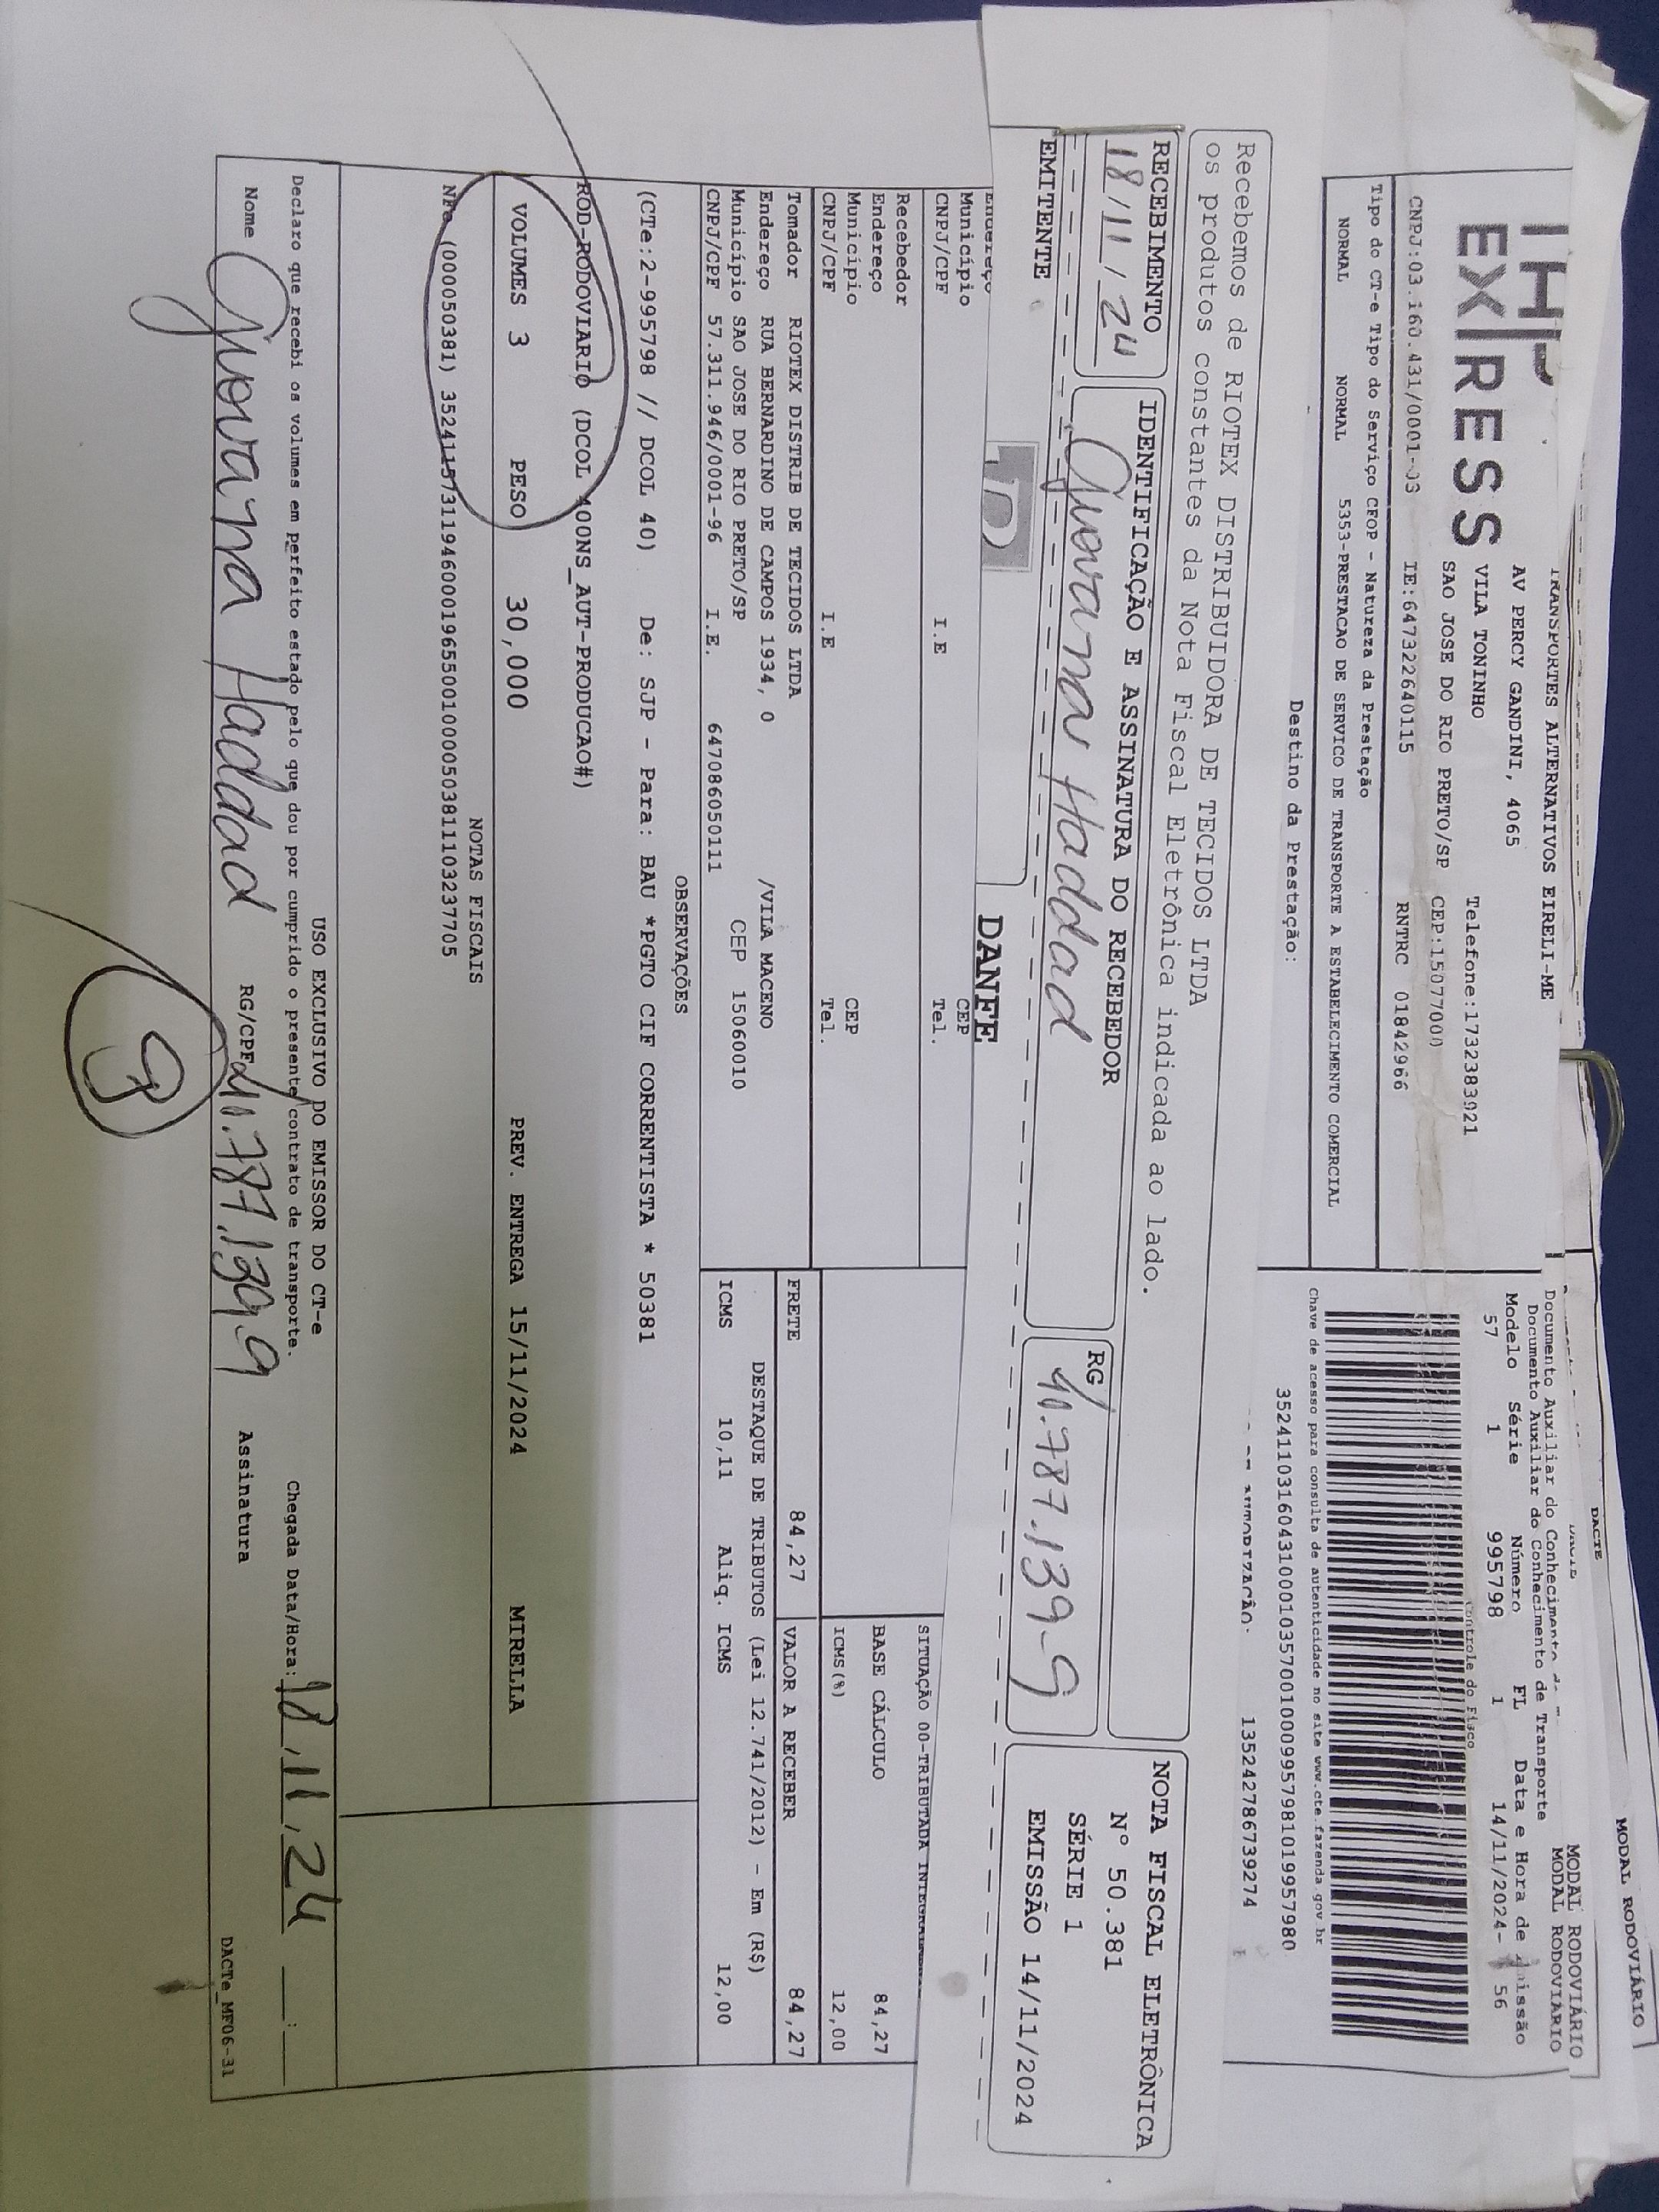 DACTE
MODAL RODOVIÁRIO
MODAL RODOVIÁRIO
MODAL RODOVIÁRIO
EXPRESS
TRANSPORTES ALTERNATIVOS EIRELI-ME
AV PERCY GANDINI, 4065
VILA TONINHO Telefone:1732383921
SAO JOSE DO RIO PRETO/SP CEP:15077000
CNPJ:03.160.431/0001-03 IE:647322640115 RNTRC 01842966
Documento Auxiliar do Conhecimento
Documento Auxiliar do Conhecimento de Transporte
Modelo Série Número FL Data e Hora de
57 1 995798 1 14/11/2024- 56
Controle do Fisco
Tipo do CT-e Tipo do Serviço CFOP - Natureza da Prestação
NORMAL NORMAL 5353-PRESTACAO DE SERVICO DE TRANSPORTE A ESTABELECIMENTO COMERCIAL
Chave de acesso para consulta de autenticidade no site www.cte.fazenda.gov.br
35241103160431000103570010009957981019957980
Destino da Prestação:
135242786739274
Recebemos de RIOTEX DISTRIBUIDORA DE TECIDOS LTDA
os produtos constantes da Nota Fiscal Eletrônica indicada ao lado.
RECEBIMENTO
18/11/24
IDENTIFICAÇÃO E ASSINATURA DO RECEBEDOR
Giovana Haddad
RG
41.787.139-9
NOTA FISCAL ELETRÔNICA
Nº 50.381
SÉRIE 1
EMISSÃO 14/11/2024
EMITENTE
DANFE
Município CEP
CNPJ/CPF I.E Tel.
Recebedor
Endereço
Município CEP
CNPJ/CPF I.E Tel.
SITUAÇÃO 00-TRIBUTADA
BASE CÁLCULO 84,27
ICMS(%) 12,00
Tomador RIOTEX DISTRIB DE TECIDOS LTDA
Endereço RUA BERNARDINO DE CAMPOS 1934, 0 /VILA MACENO
Município SAO JOSE DO RIO PRETO/SP CEP 15060010
CNPJ/CPF 57.311.946/0001-96 I.E. 647086050111
FRETE 84,27 VALOR A RECEBER 84,27
DESTAQUE DE TRIBUTOS (Lei 12.741/2012) - Em (R$)
ICMS 10,11 Aliq. ICMS 12,00
OBSERVAÇÕES
(CTe:2-995798 // DCOL 40) De: SJP - Para: BAU *PGTO CIF CORRENTISTA * 50381
ROD-RODOVIARIO (DCOL 400NS_AUT-PRODUCAO#)
VOLUMES 3 PESO 30,000 PREV. ENTREGA 15/11/2024 MIRELLA
NOTAS FISCAIS
NFe (000050381) 35241157311946000196550010000503811103237705
USO EXCLUSIVO DO EMISSOR DO CT-e
Declaro que recebi os volumes em perfeito estado pelo que dou por cumprido o presente contrato de transporte. Chegada Data/Hora: 18,11,24 __:__
Nome Giovana Haddad RG/CPF 41.787.139-9 Assinatura
DACTe_MF06-31